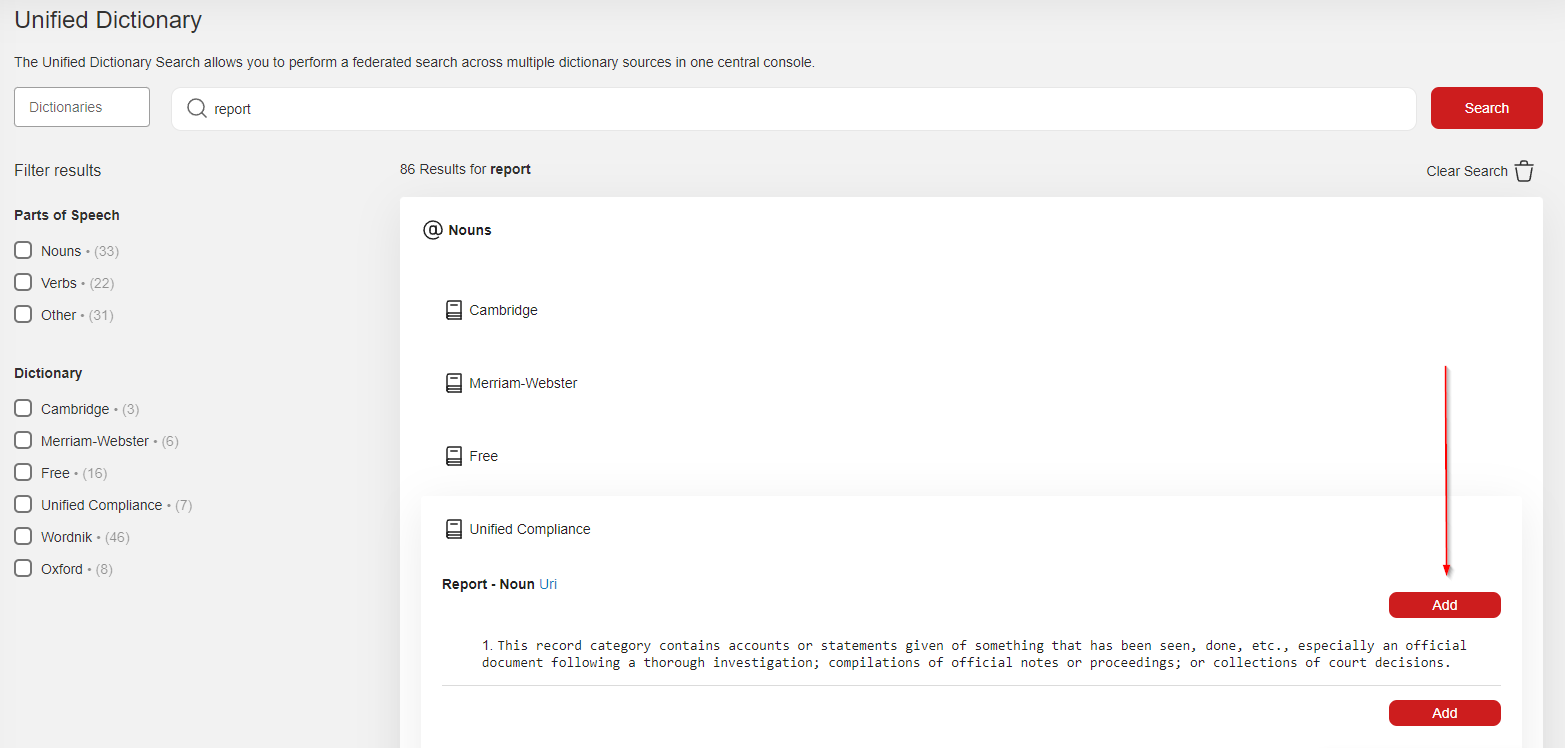 Unified Dictionary
The Unified Dictionary Search allows you to perform a federated search across multiple dictionary sources in one central console.
Dictionaries
report
Search
Filter results
86 Results for report
Clear Search
Parts of Speech
Nouns • (33)
Verbs • (22)
Other • (31)
Dictionary
Cambridge • (3)
Merriam-Webster • (6)
Free • (16)
Unified Compliance • (7)
Wordnik • (46)
Oxford • (8)
@ Nouns
Cambridge
Merriam-Webster
Free
Unified Compliance
Report - Noun Uri
Add
1. This record category contains accounts or statements given of something that has been seen, done, etc., especially an official
document following a thorough investigation; compilations of official notes or proceedings; or collections of court decisions.
Add